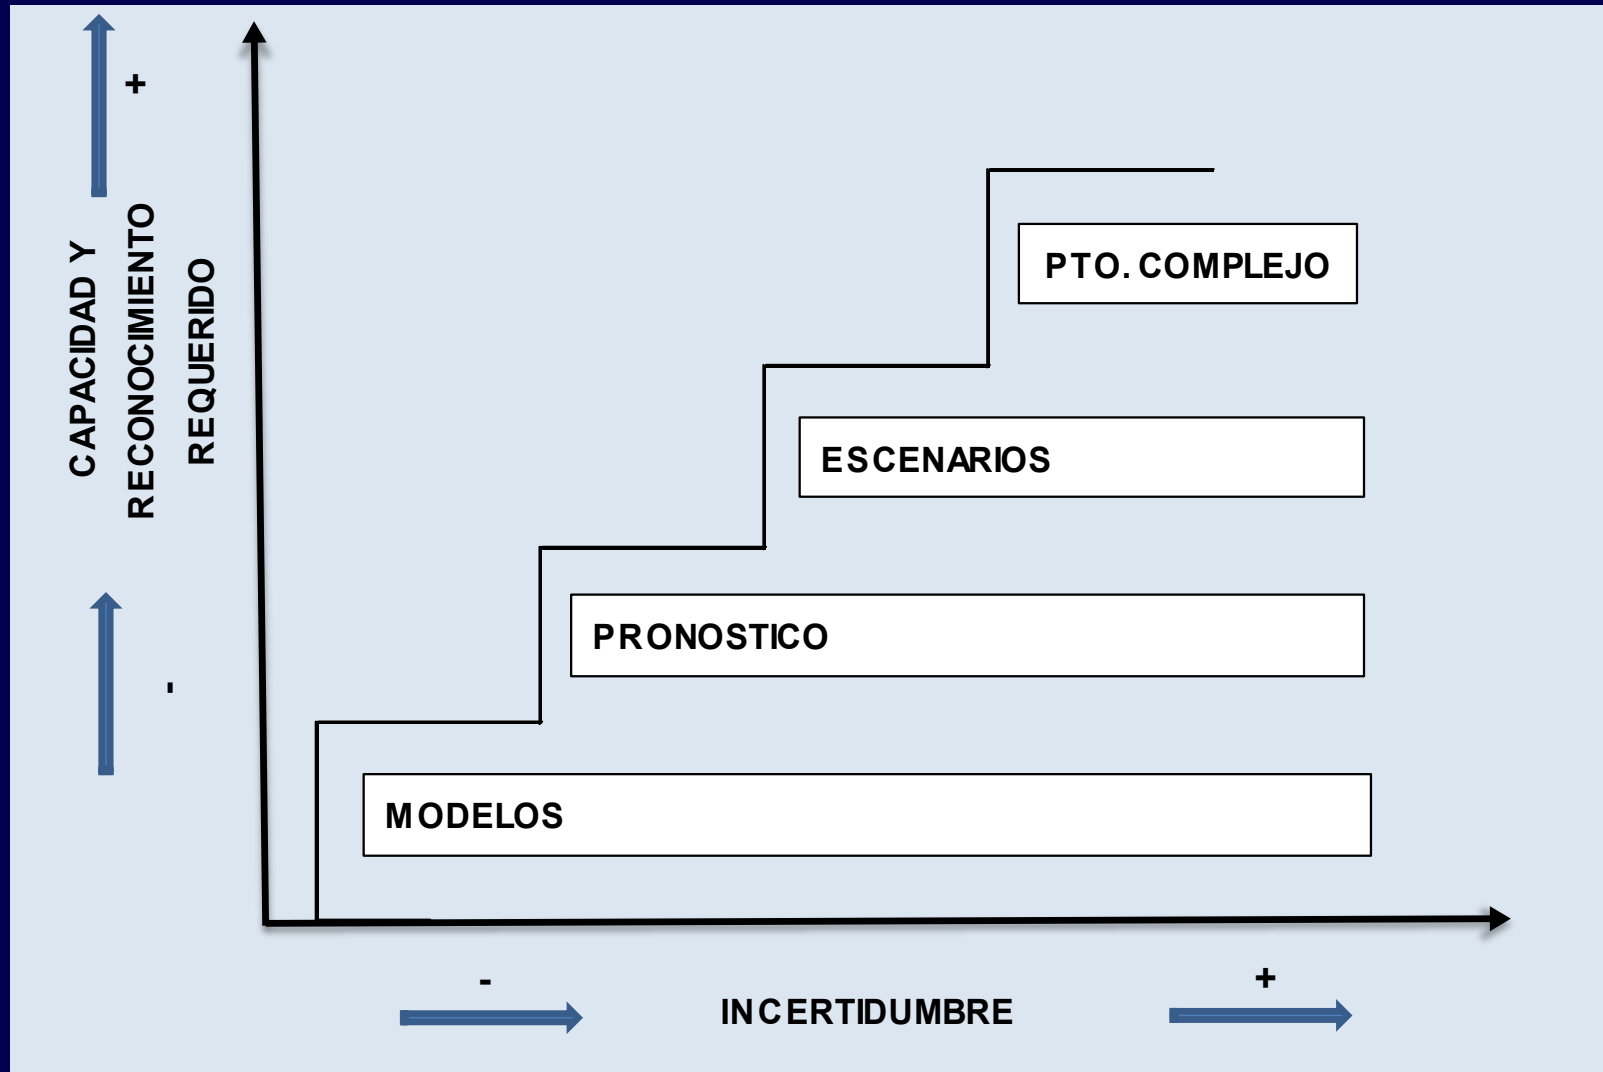 +
CAPACIDAD Y
RECONOCIMIENTO
REQUERIDO
-
PTO. COMPLEJO
ESCENARIOS
PRONOSTICO
MODELOS
-
INCERTIDUMBRE
+